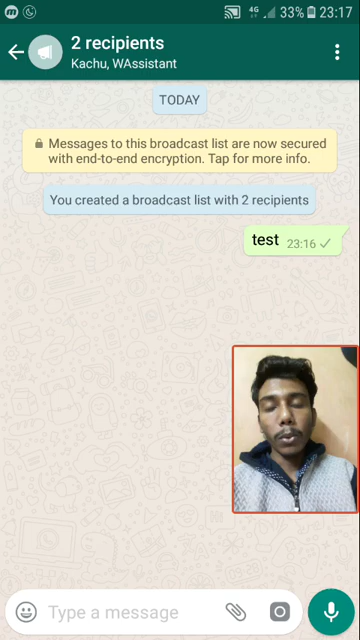 4G 33% 23:17
2 recipients
Kachu, WAssistant
TODAY
Messages to this broadcast list are now secured
with end-to-end encryption. Tap for more info.
You created a broadcast list with 2 recipients
test 23:16
Type a message